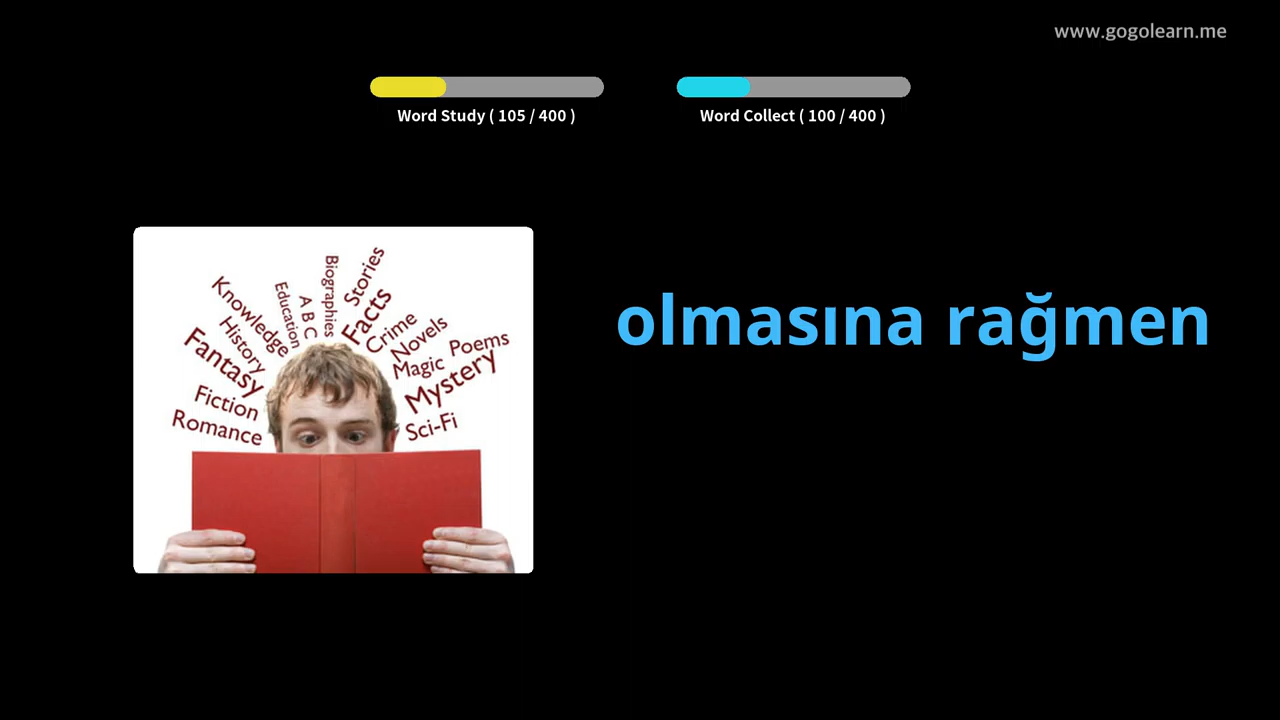 www.gogolearn.me
Word Study ( 105 / 400 )
Word Collect ( 100 / 400 )
olmasına rağmen
Romance
Fiction
Fantasy
History
Knowledge
Education
A B C
Biographies
Stories
Facts
Crime
Novels
Magic
Poems
Mystery
Sci-Fi